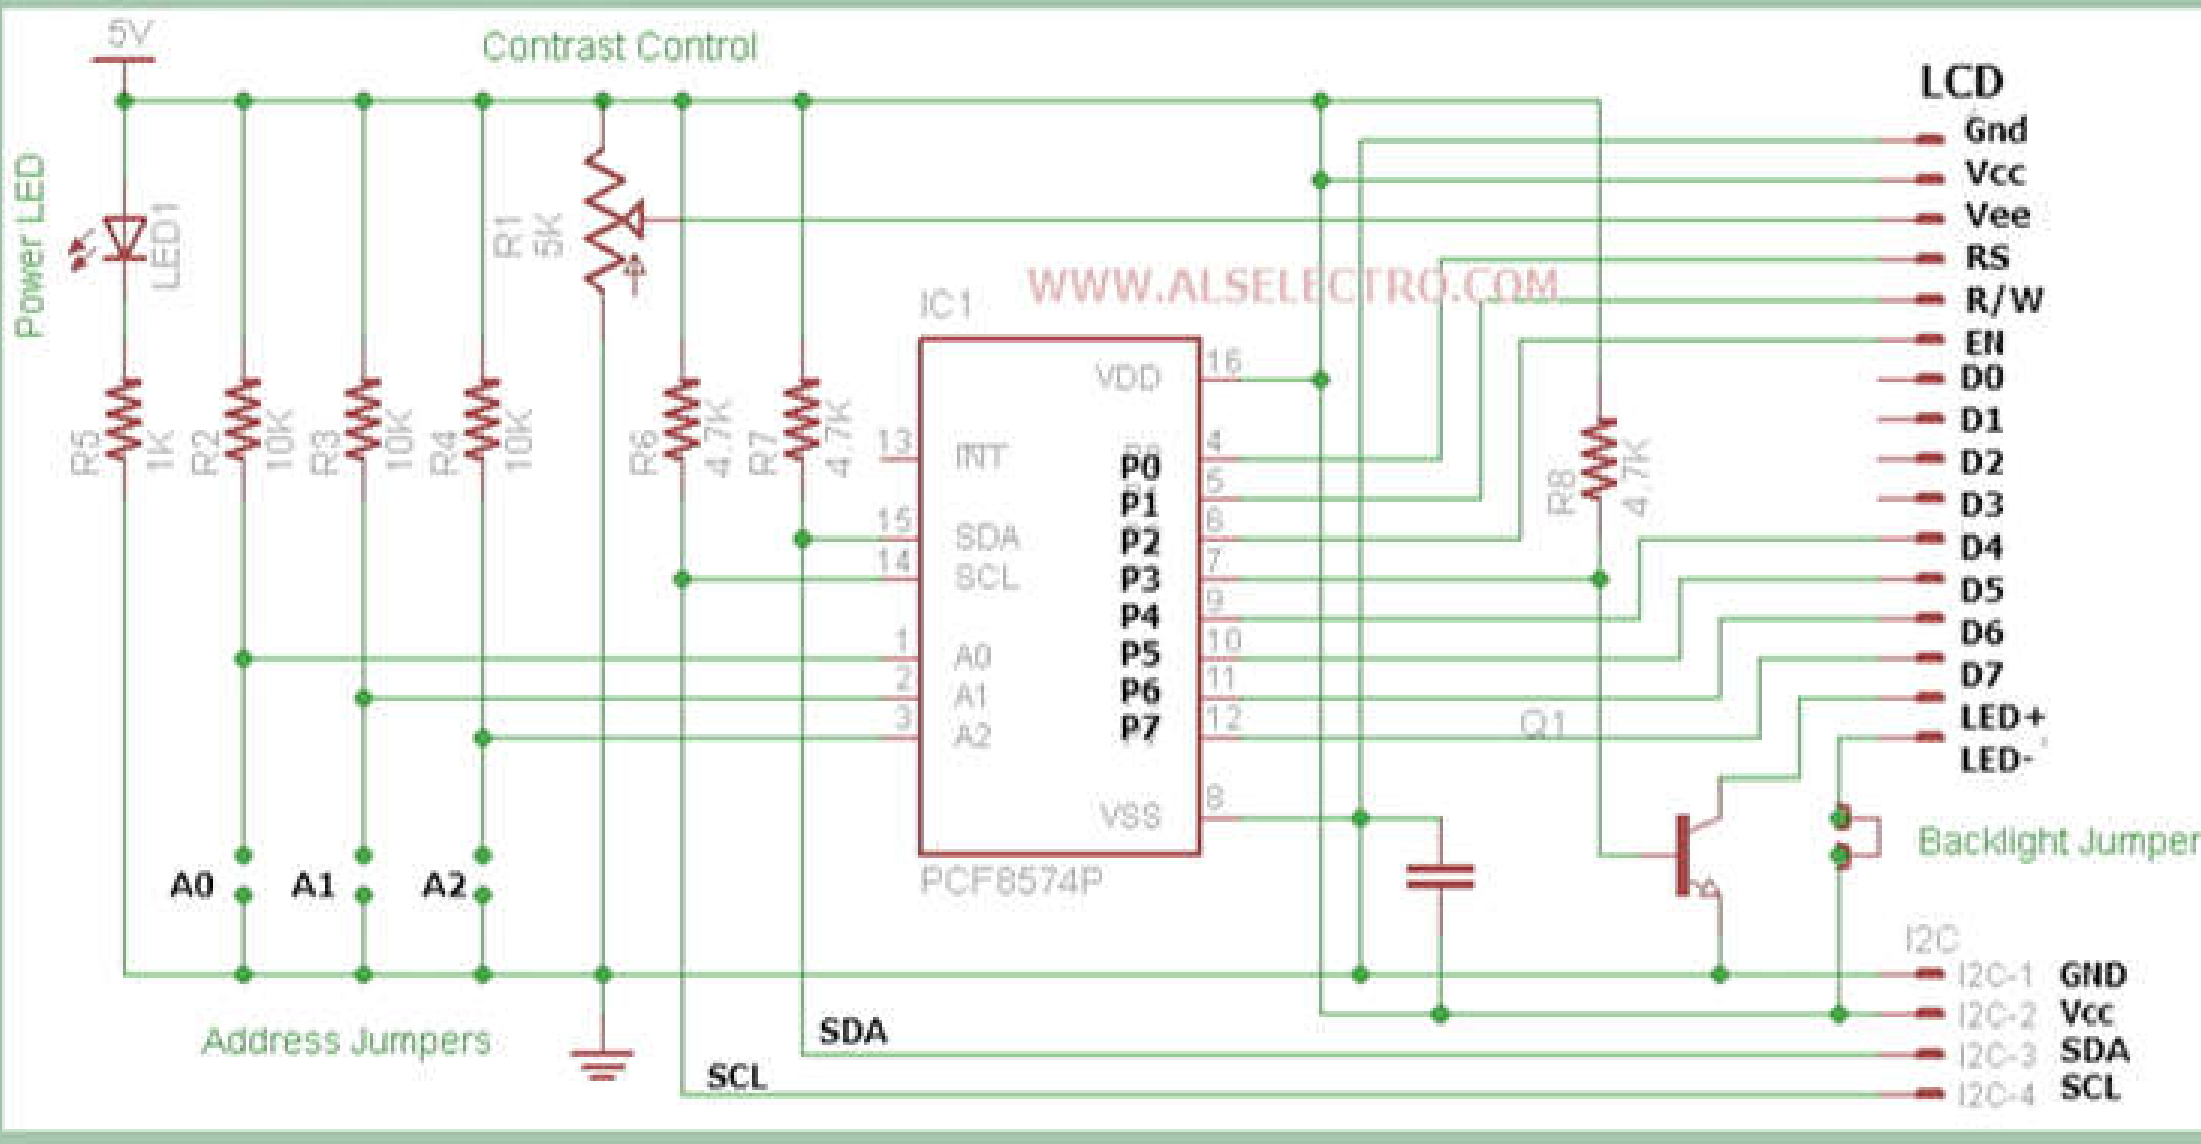 5V
Contrast Control
LCD
Power LED
LED1
R1
5K
Gnd
Vcc
Vee
RS
R/W
EN
D0
D1
D2
D3
D4
D5
D6
D7
LED+
LED-
WWW.ALSELECTRO.COM
IC1
R5
1K
R2
10K
R3
10K
R4
10K
R6
4.7K
R7
4.7K
R8
4.7K
13 INT
15 SDA
14 SCL
1 A0
2 A1
3 A2
VDD 16
P0 4
P1 5
P2 6
P3 7
P4 9
P5 10
P6 11
P7 12
VSS 8
PCF8574P
Q1
A0
A1
A2
Address Jumpers
Backlight Jumper
I2C
I2C-1 GND
I2C-2 Vcc
I2C-3 SDA
I2C-4 SCL
SDA
SCL